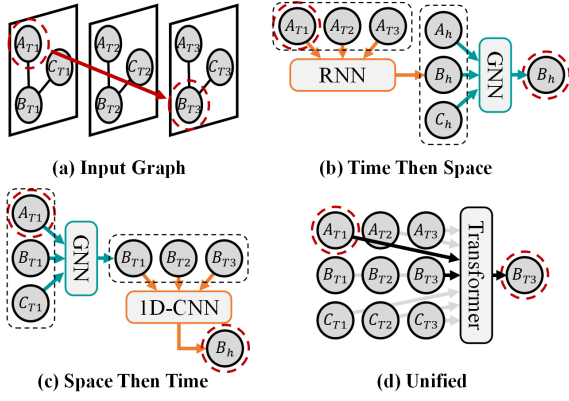 A_T1 A_T2 A_T3
C_T1 C_T2 C_T3
B_T1 B_T2 B_T3
(a) Input Graph
A_T1 A_T2 A_T3
RNN
A_h
B_h
C_h
GNN
B_h
(b) Time Then Space
A_T1
B_T1
C_T1
GNN
B_T1 B_T2 B_T3
1D-CNN
B_h
(c) Space Then Time
A_T1 A_T2 A_T3
B_T1 B_T2 B_T3
C_T1 C_T2 C_T3
Transformer
B_T3
(d) Unified